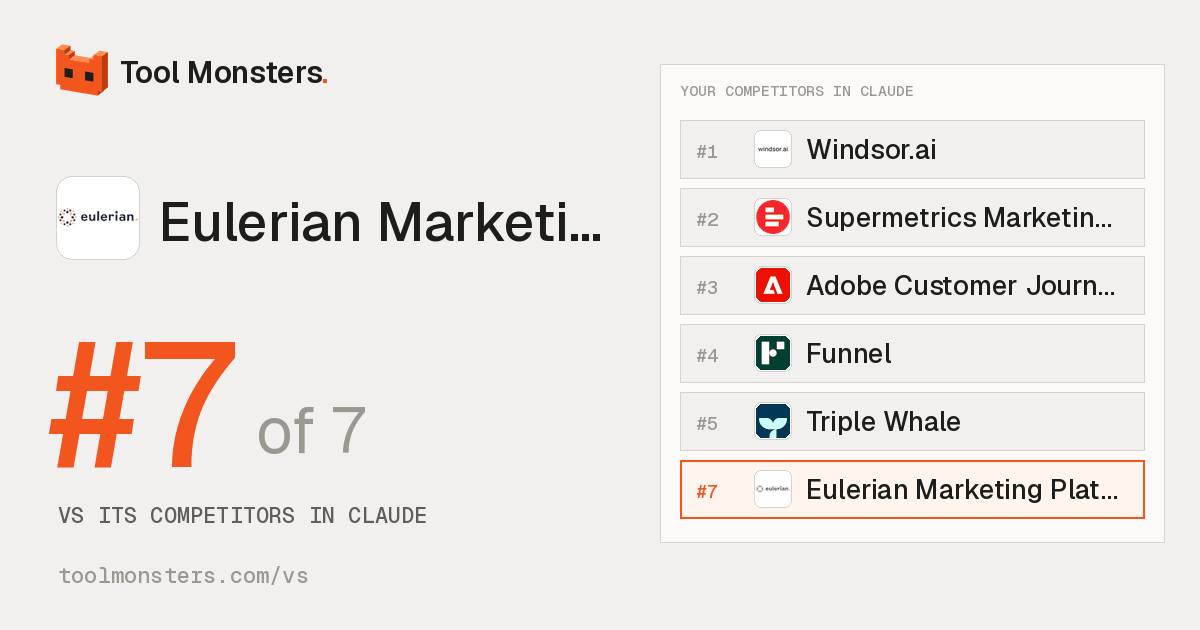 Tool Monsters.
eulerian.
Eulerian Marketi...
#7 of 7
VS ITS COMPETITORS IN CLAUDE
toolmonsters.com/vs
YOUR COMPETITORS IN CLAUDE
#1 windsor.ai Windsor.ai
#2 Supermetrics Marketin...
#3 Adobe Customer Journ...
#4 Funnel
#5 Triple Whale
#7 eulerian. Eulerian Marketing Plat...